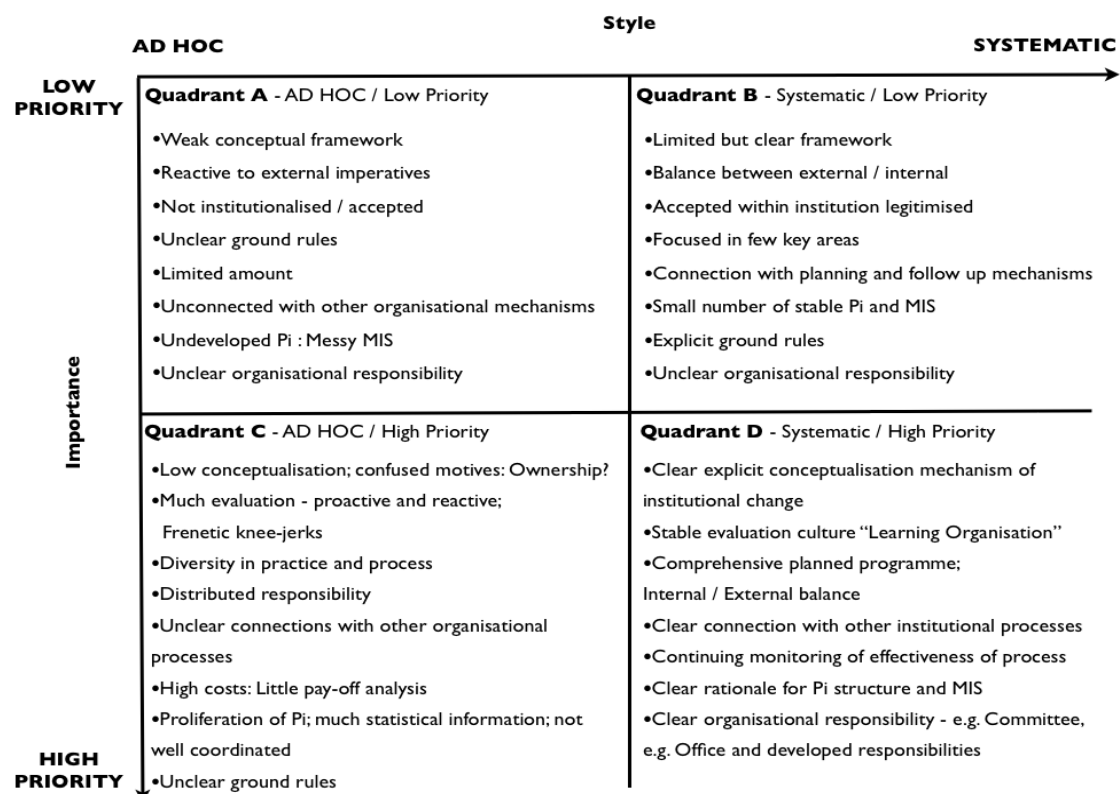 Style
AD HOC
SYSTEMATIC
LOW
PRIORITY
Quadrant A - AD HOC / Low Priority
•Weak conceptual framework
•Reactive to external imperatives
•Not institutionalised / accepted
•Unclear ground rules
•Limited amount
•Unconnected with other organisational mechanisms
•Undeveloped Pi : Messy MIS
•Unclear organisational responsibility
Quadrant B - Systematic / Low Priority
•Limited but clear framework
•Balance between external / internal
•Accepted within institution legitimised
•Focused in few key areas
•Connection with planning and follow up mechanisms
•Small number of stable Pi and MIS
•Explicit ground rules
•Unclear organisational responsibility
Importance
Quadrant C - AD HOC / High Priority
•Low conceptualisation; confused motives: Ownership?
•Much evaluation - proactive and reactive;
Frenetic knee-jerks
•Diversity in practice and process
•Distributed responsibility
•Unclear connections with other organisational
processes
•High costs: Little pay-off analysis
•Proliferation of Pi; much statistical information; not
well coordinated
•Unclear ground rules
Quadrant D - Systematic / High Priority
•Clear explicit conceptualisation mechanism of
institutional change
•Stable evaluation culture “Learning Organisation”
•Comprehensive planned programme;
Internal / External balance
•Clear connection with other institutional processes
•Continuing monitoring of effectiveness of process
•Clear rationale for Pi structure and MIS
•Clear organisational responsibility - e.g. Committee,
e.g. Office and developed responsibilities
HIGH
PRIORITY